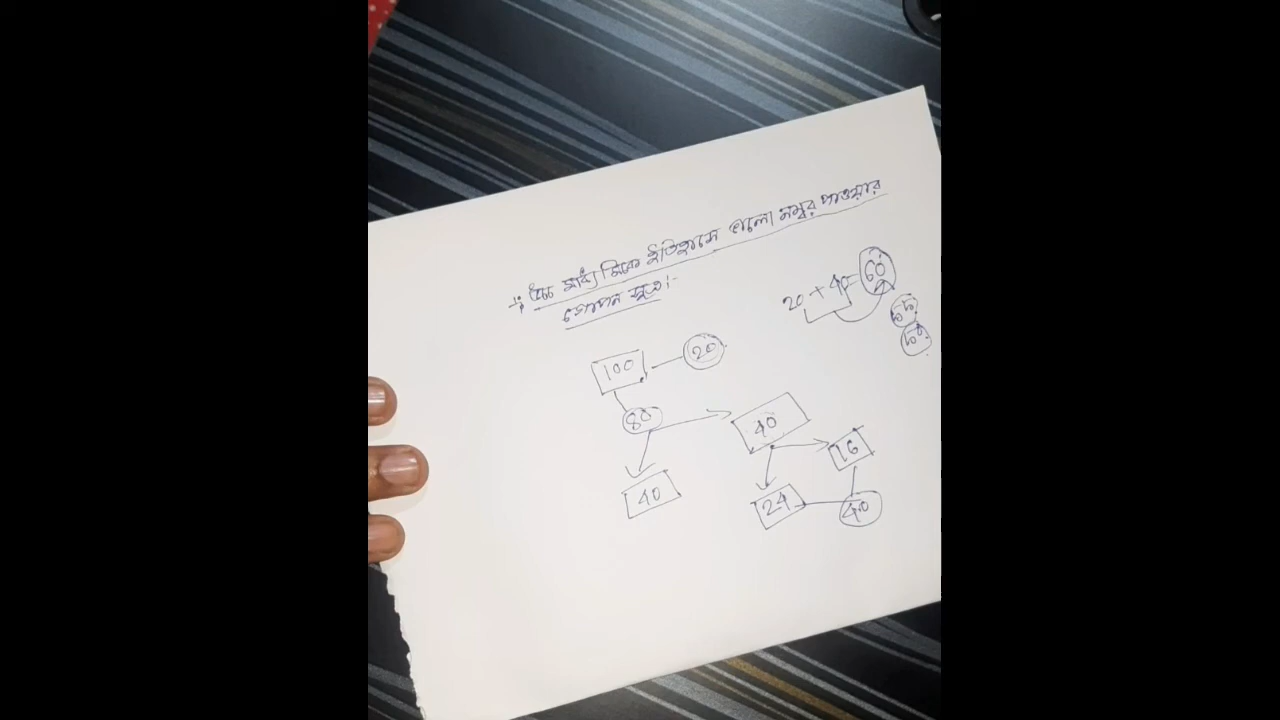 উচ্চ মাধ্যমিকে ইতিহাসে ভালো নম্বর পাওয়ার
গোপন সূত্র:-
20 + 40 = 60
100
20
80
40
16
40
24
40